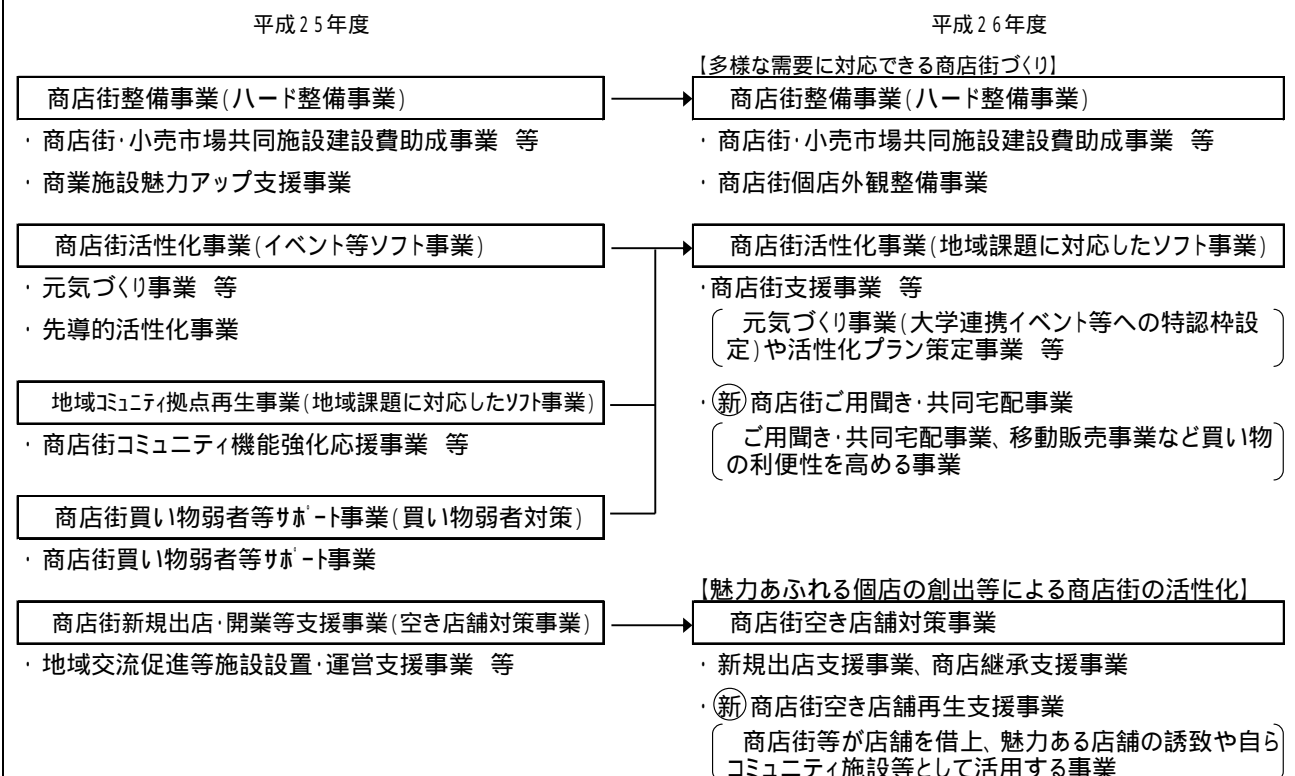 平成25年度
平成26年度
【多様な需要に対応できる商店街づくり】
商店街整備事業(ハード整備事業)
商店街整備事業(ハード整備事業)
・商店街・小売市場共同施設建設費助成事業 等
・商店街・小売市場共同施設建設費助成事業 等
・商業施設魅力アップ支援事業
・商店街個店外観整備事業
商店街活性化事業(イベント等ソフト事業)
商店街活性化事業(地域課題に対応したソフト事業)
・元気づくり事業 等
・商店街支援事業 等
・先導的活性化事業
元気づくり事業(大学連携イベント等への特認枠設
定)や活性化プラン策定事業 等
地域コミュニティ拠点再生事業(地域課題に対応したソフト事業)
・㊟商店街ご用聞き・共同宅配事業
・商店街コミュニティ機能強化応援事業 等
ご用聞き・共同宅配事業、移動販売事業など買い物
の利便性を高める事業
商店街買い物弱者等サポート事業(買い物弱者対策)
・商店街買い物弱者等サポート事業
【魅力あふれる個店の創出等による商店街の活性化】
商店街新規出店・開業等支援事業(空き店舗対策事業)
商店街空き店舗対策事業
・地域交流促進等施設設置・運営支援事業 等
・新規出店支援事業、商店継承支援事業
・新商店街空き店舗再生支援事業
商店街等が店舗を借上、魅力ある店舗の誘致や自ら
コミュニティ施設等として活用する事業